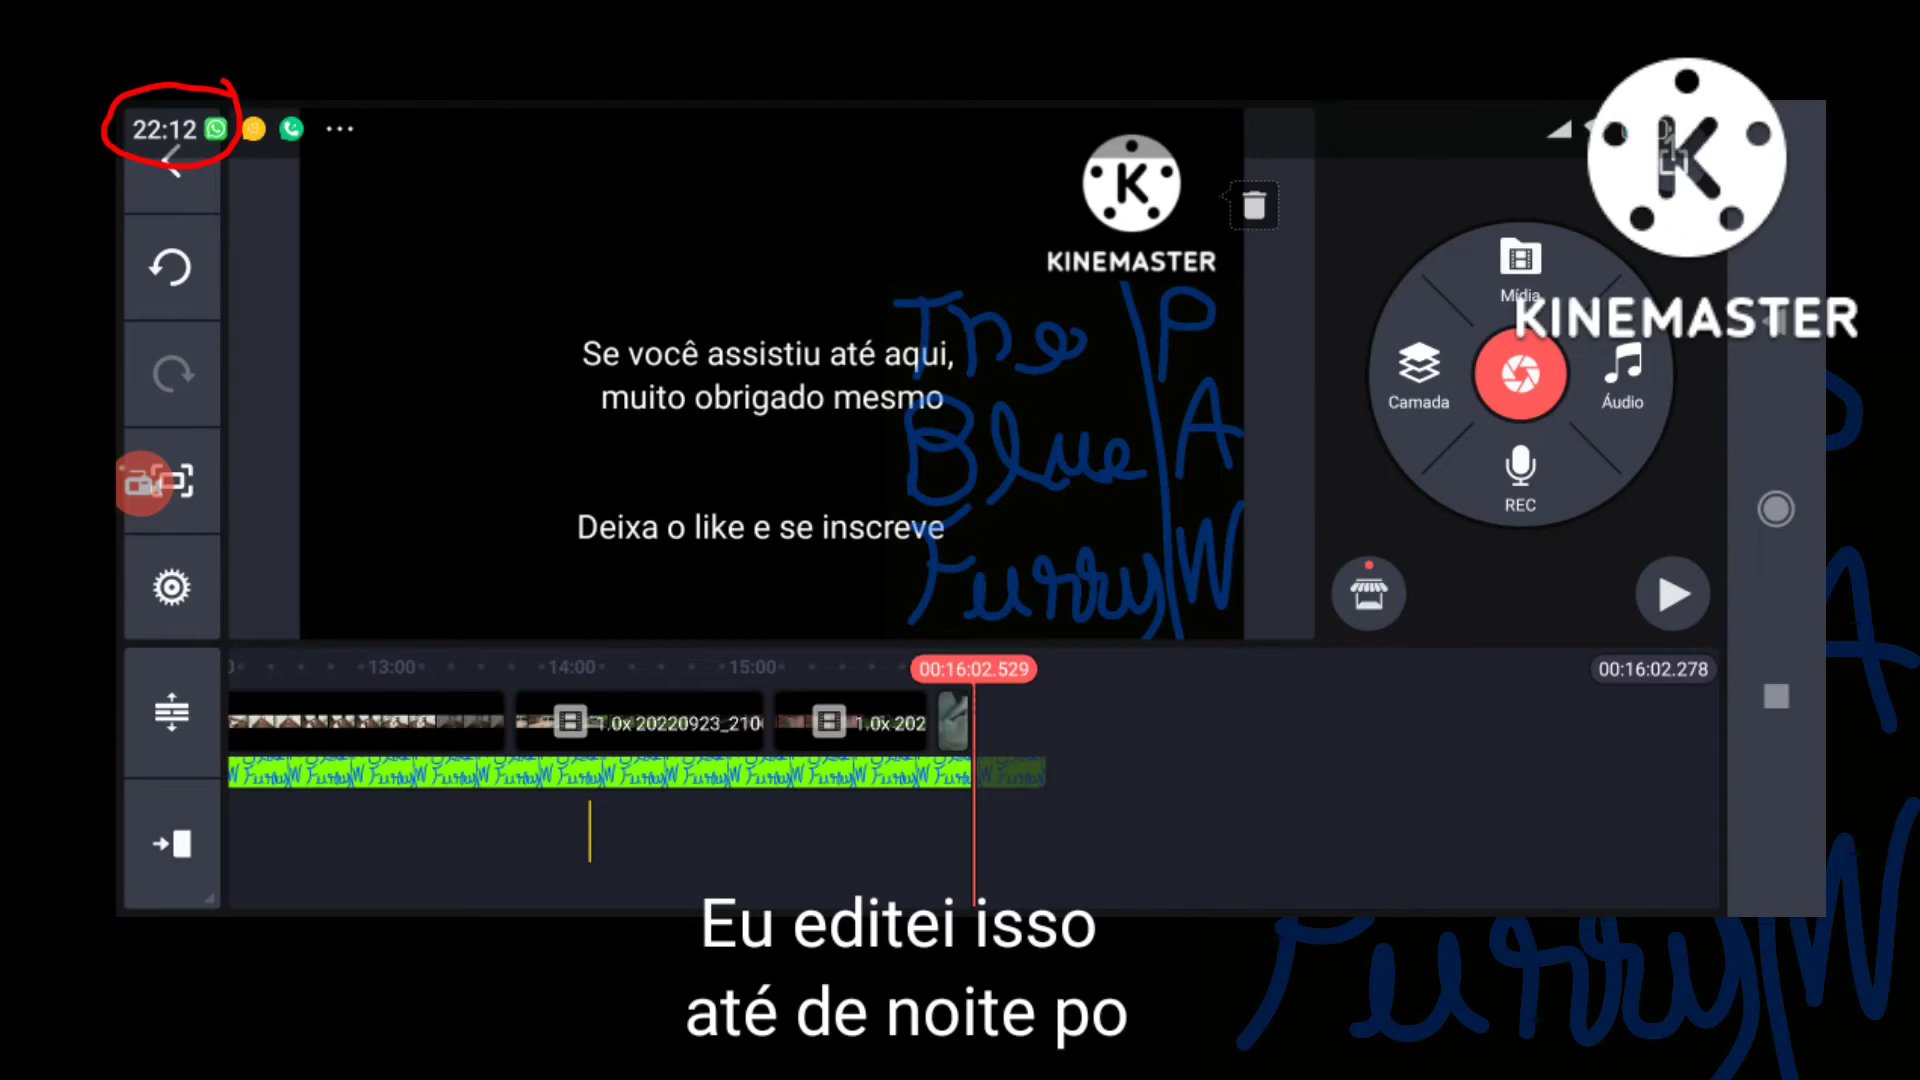 22:12
KINEMASTER
Mídia
KINEMASTER
Se você assistiu até aqui,
muito obrigado mesmo
Deixa o like e se inscreve
The P
Blue A
Furry W
Camada
Áudio
REC
13:00
14:00
15:00
00:16:02.529
00:16:02.278
1.0x 20220923_210
1.0x 202
Eu editei isso
até de noite po
Furry W